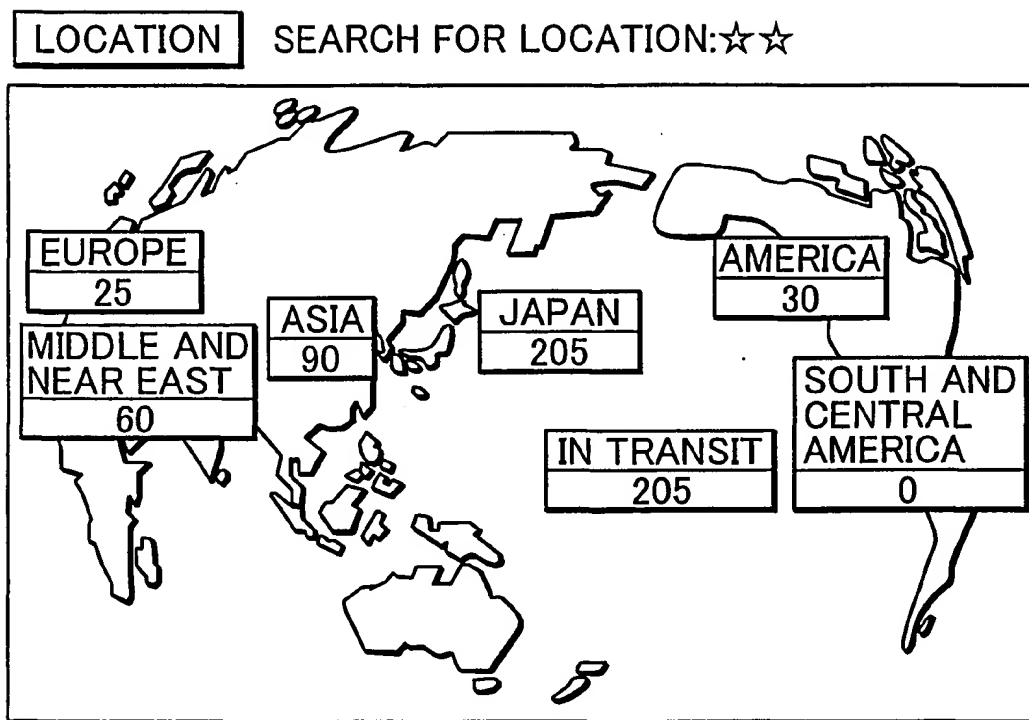 LOCATION SEARCH FOR LOCATION:☆☆
EUROPE
25
MIDDLE AND
NEAR EAST
60
ASIA
90
JAPAN
205
AMERICA
30
IN TRANSIT
205
SOUTH AND
CENTRAL
AMERICA
0